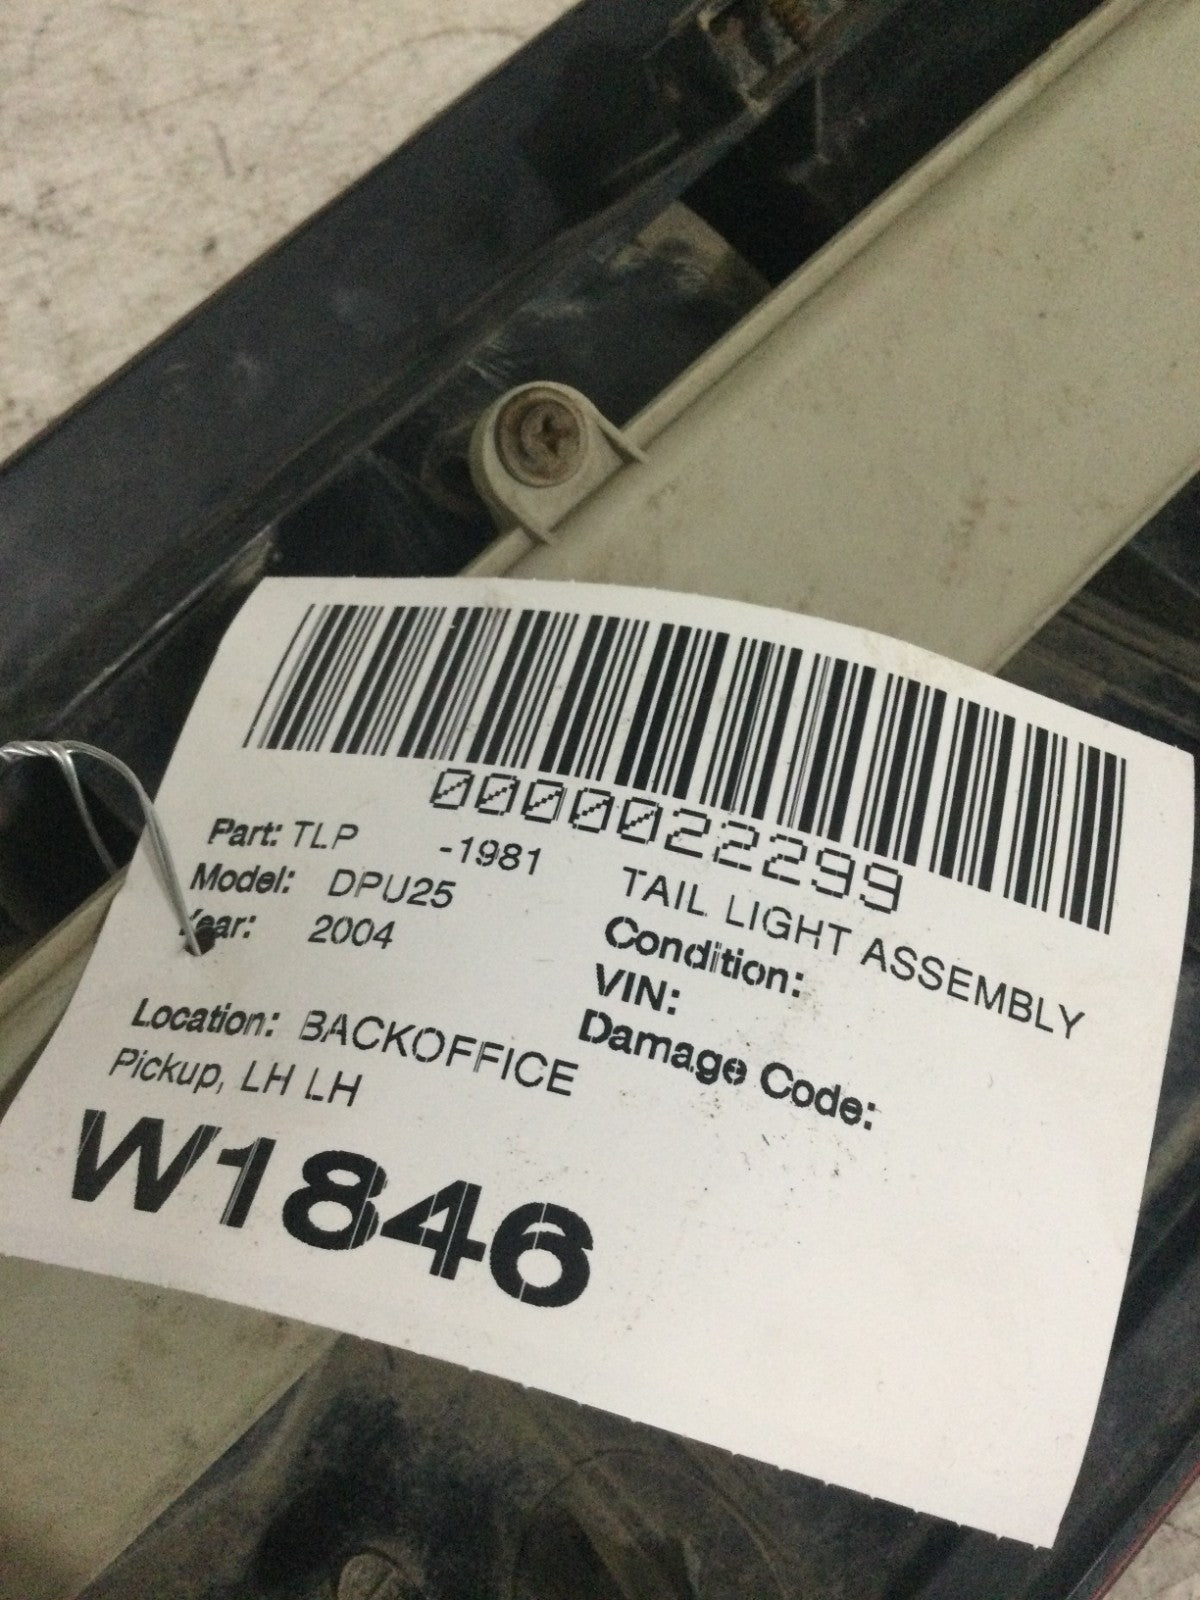 0000022299
Part: TLP -1981 TAIL LIGHT ASSEMBLY
Model: DPU25 Condition:
Year: 2004 VIN:
Damage Code:
Location: BACKOFFICE
Pickup, LH LH
W1846